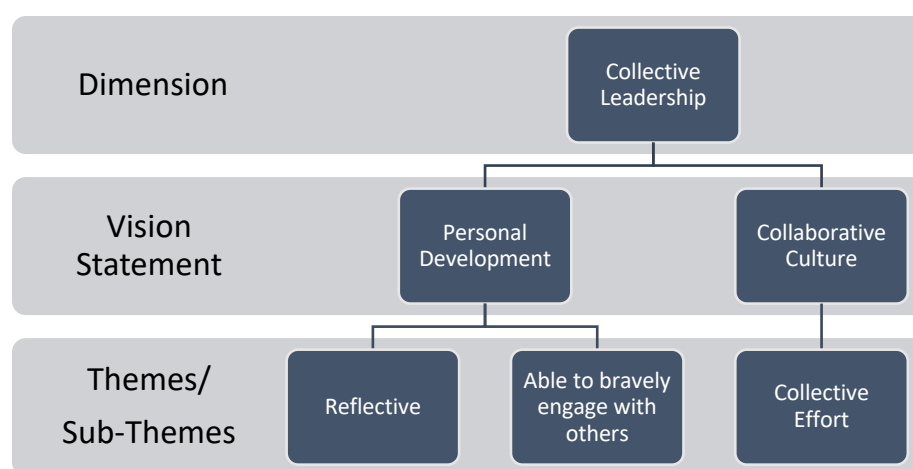 Dimension
Collective
Leadership
Vision
Statement
Personal
Development
Collaborative
Culture
Themes/
Sub-Themes
Reflective
Able to bravely
engage with
others
Collective
Effort